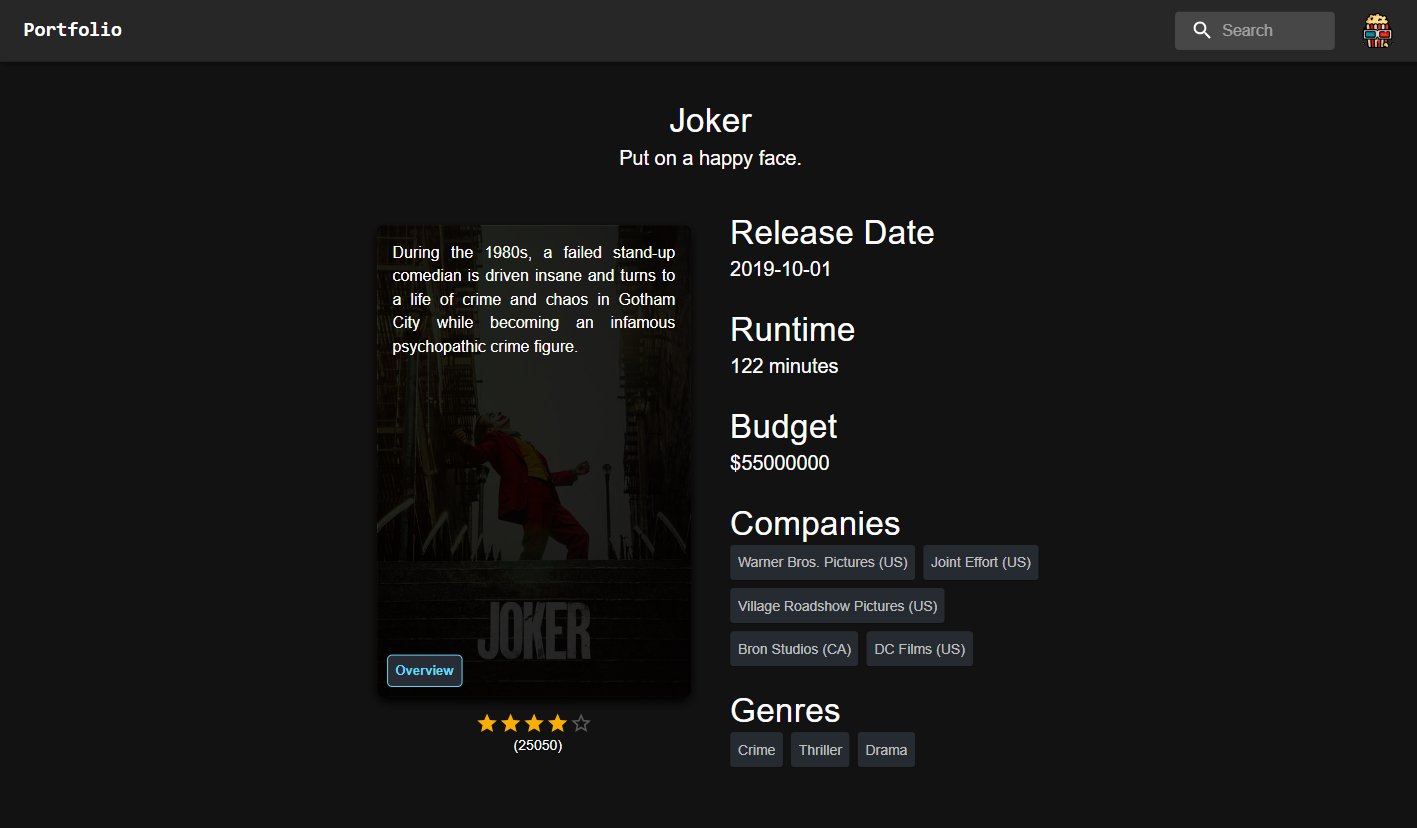 Portfolio
Search
Joker
Put on a happy face.
During the 1980s, a failed stand-up
comedian is driven insane and turns to
a life of crime and chaos in Gotham
City while becoming an infamous
psychopathic crime figure.
JOKER
Overview
(25050)
Release Date
2019-10-01
Runtime
122 minutes
Budget
$55000000
Companies
Warner Bros. Pictures (US) Joint Effort (US)
Village Roadshow Pictures (US)
Bron Studios (CA) DC Films (US)
Genres
Crime Thriller Drama